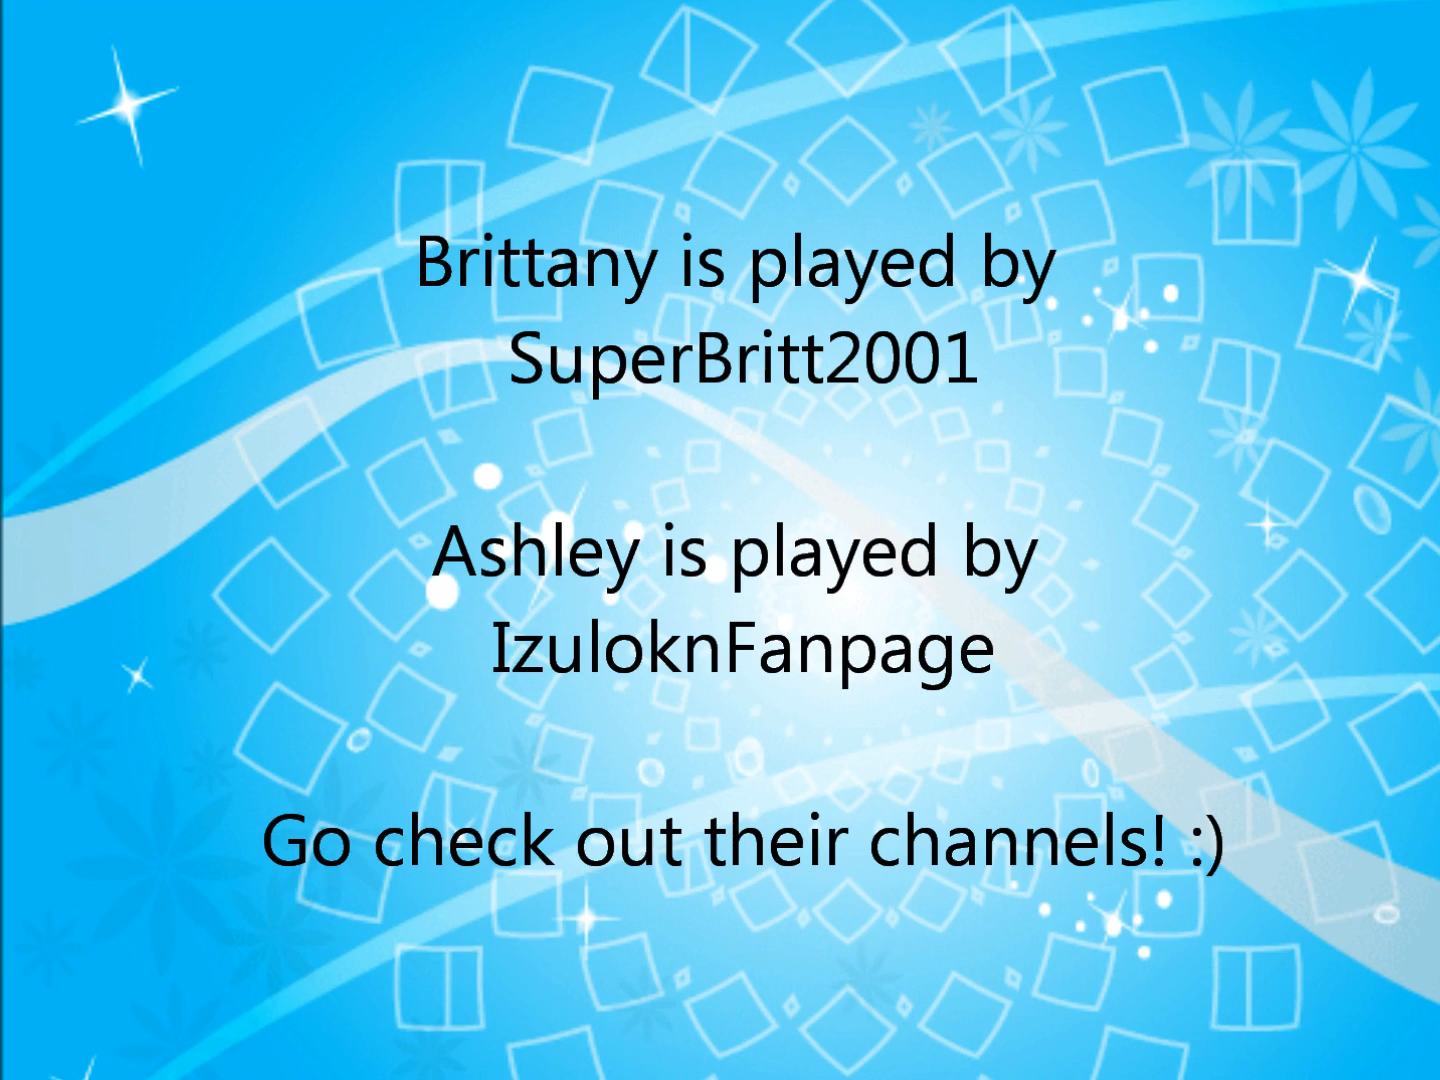 Brittany is played by
SuperBritt2001
Ashley is played by
IzuloknFanpage
Go check out their channels! :)